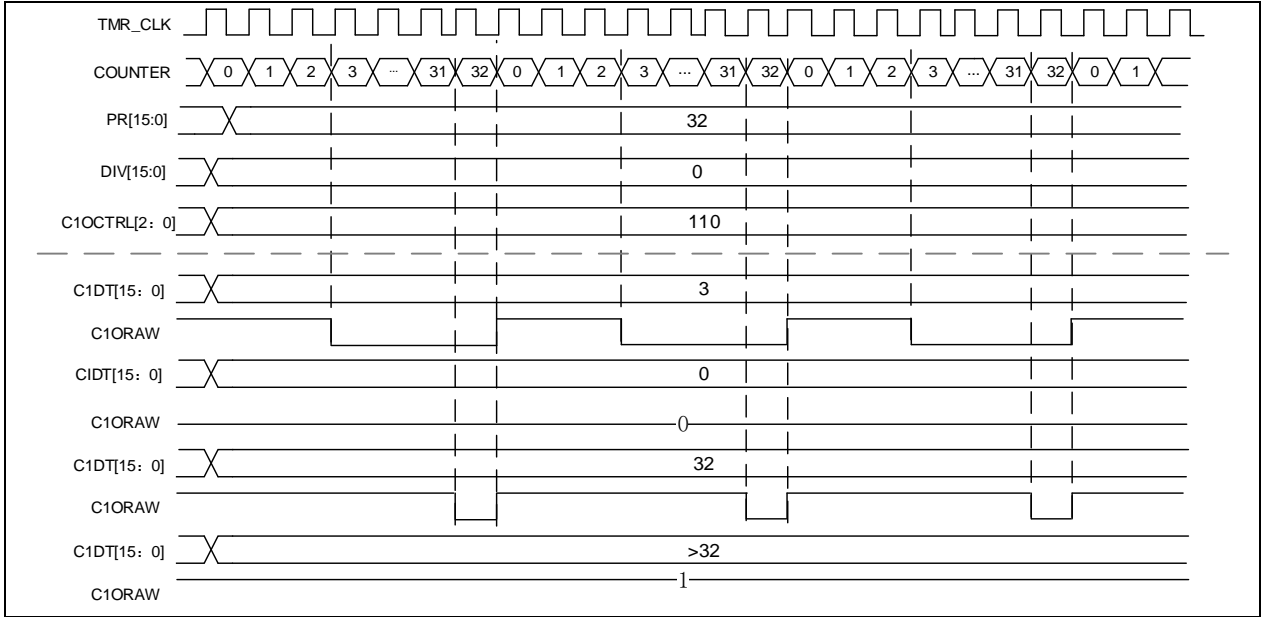 TMR_CLK
COUNTER 0 1 2 3 ... 31 32 0 1 2 3 ... 31 32 0 1 2 3 ... 31 32 0 1
PR[15:0] 32
DIV[15:0] 0
C1OCTRL[2：0] 110
C1DT[15：0] 3
C1ORAW
CIDT[15：0] 0
C1ORAW 0
C1DT[15：0] 32
C1ORAW
C1DT[15：0] >32
C1ORAW 1